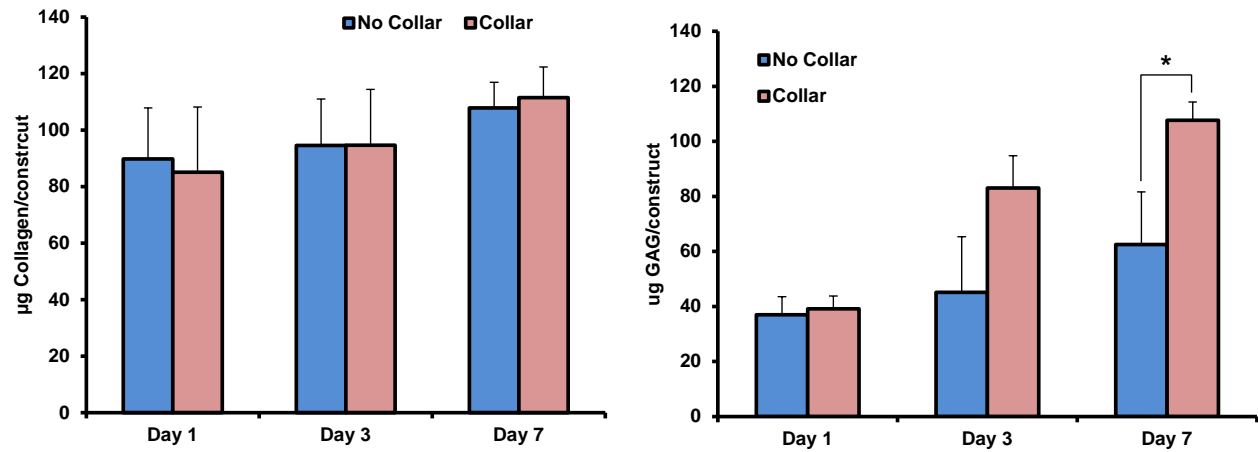 140
120
100
80
60
40
20
0
µg Collagen/constrcut
No Collar Collar
Day 1 Day 3 Day 7
140
120
100
80
60
40
20
0
ug GAG/construct
No Collar
Collar
*
Day 1 Day 3 Day 7